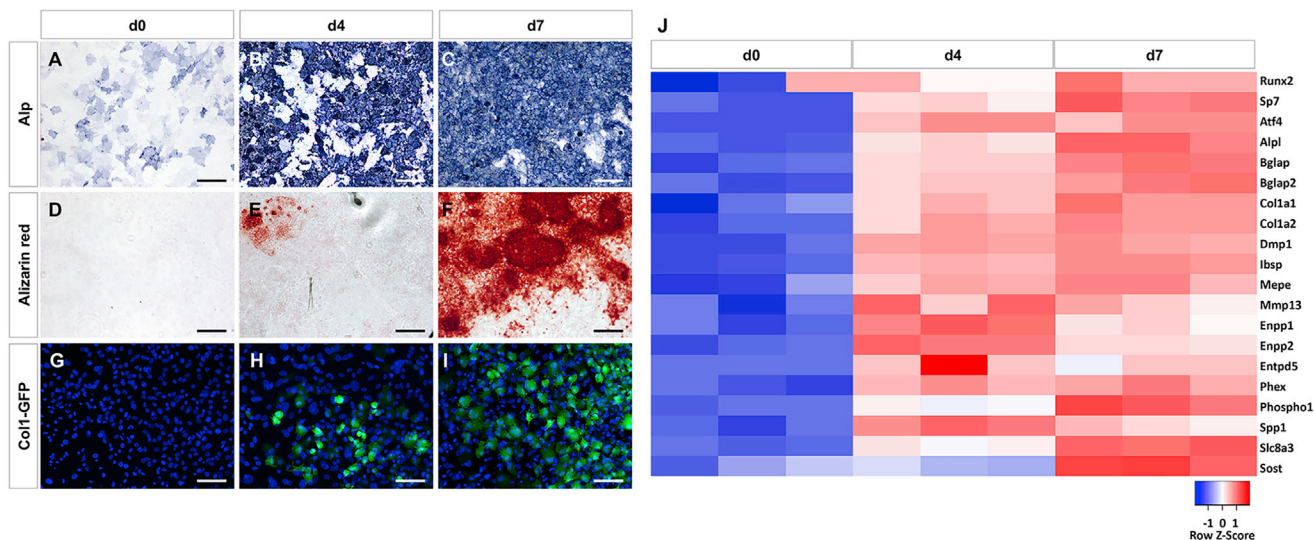 d0 d4 d7
Alp
A B C
Alizarin red
D E F
Col1-GFP
G H I
J
d0 d4 d7
Runx2
Sp7
Atf4
Alpl
Bglap
Bglap2
Col1a1
Col1a2
Dmp1
Ibsp
Mepe
Mmp13
Enpp1
Enpp2
Entpd5
Phex
Phospho1
Spp1
Slc8a3
Sost
-1 0 1
Row Z-Score